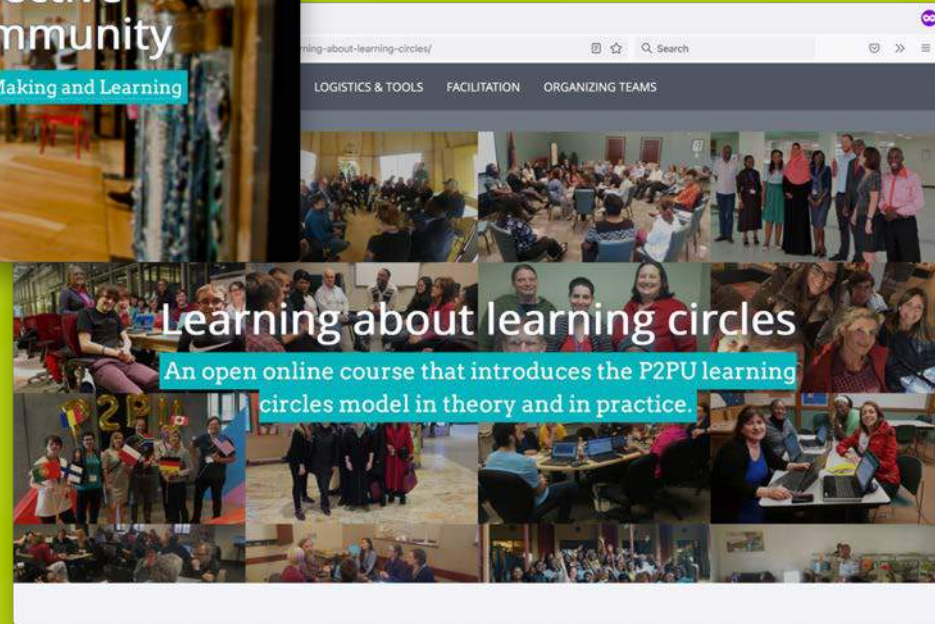 mmunity
Making and Learning
rning-about-learning-circles/
Search
LOGISTICS & TOOLS FACILITATION ORGANIZING TEAMS
Learning about learning circles
An open online course that introduces the P2PU learning
circles model in theory and in practice.
P2PU